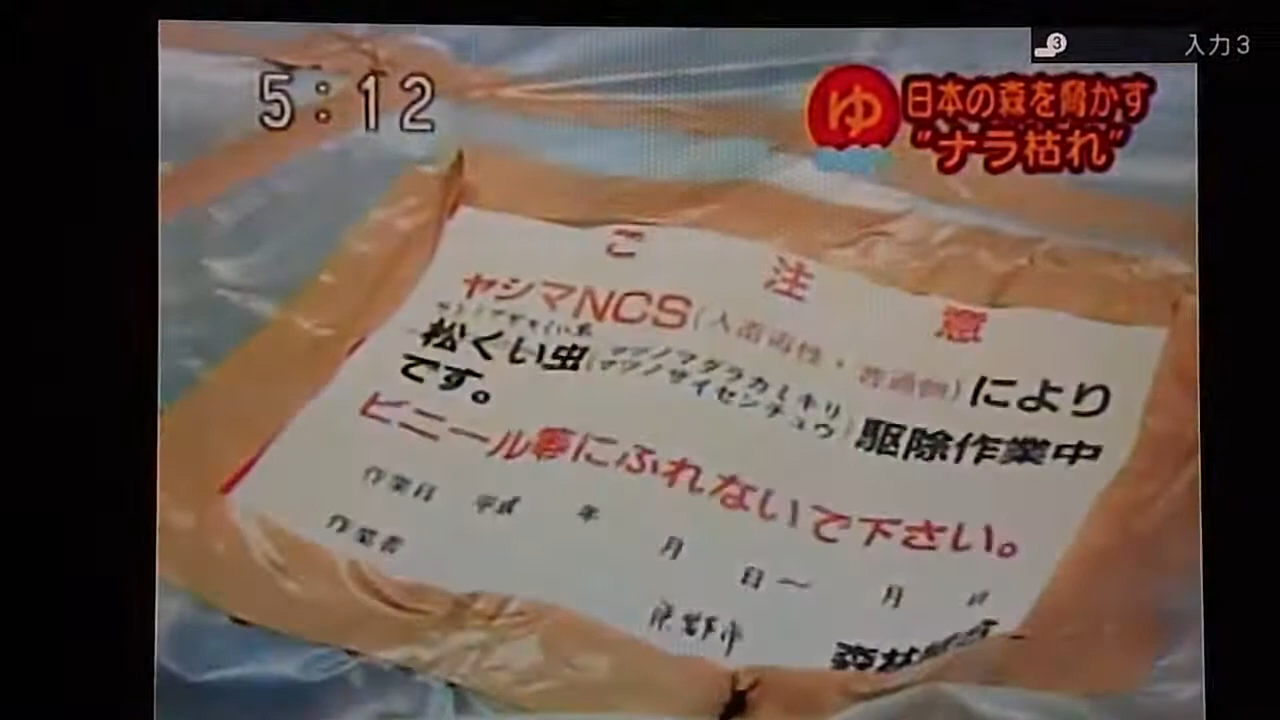 入力3
5:12
ゆ
日本の森を脅かす
"ナラ枯れ"
ご注意
ヤシマNCS(人畜毒性・普通物)により
松くい虫(マツノマダラカミキリ マツノザイセンチュウ)駆除作業中
です。
ビニール等にふれないで下さい。
作業日 平成 年 月 日〜 月 日
作業者
京都市
森林